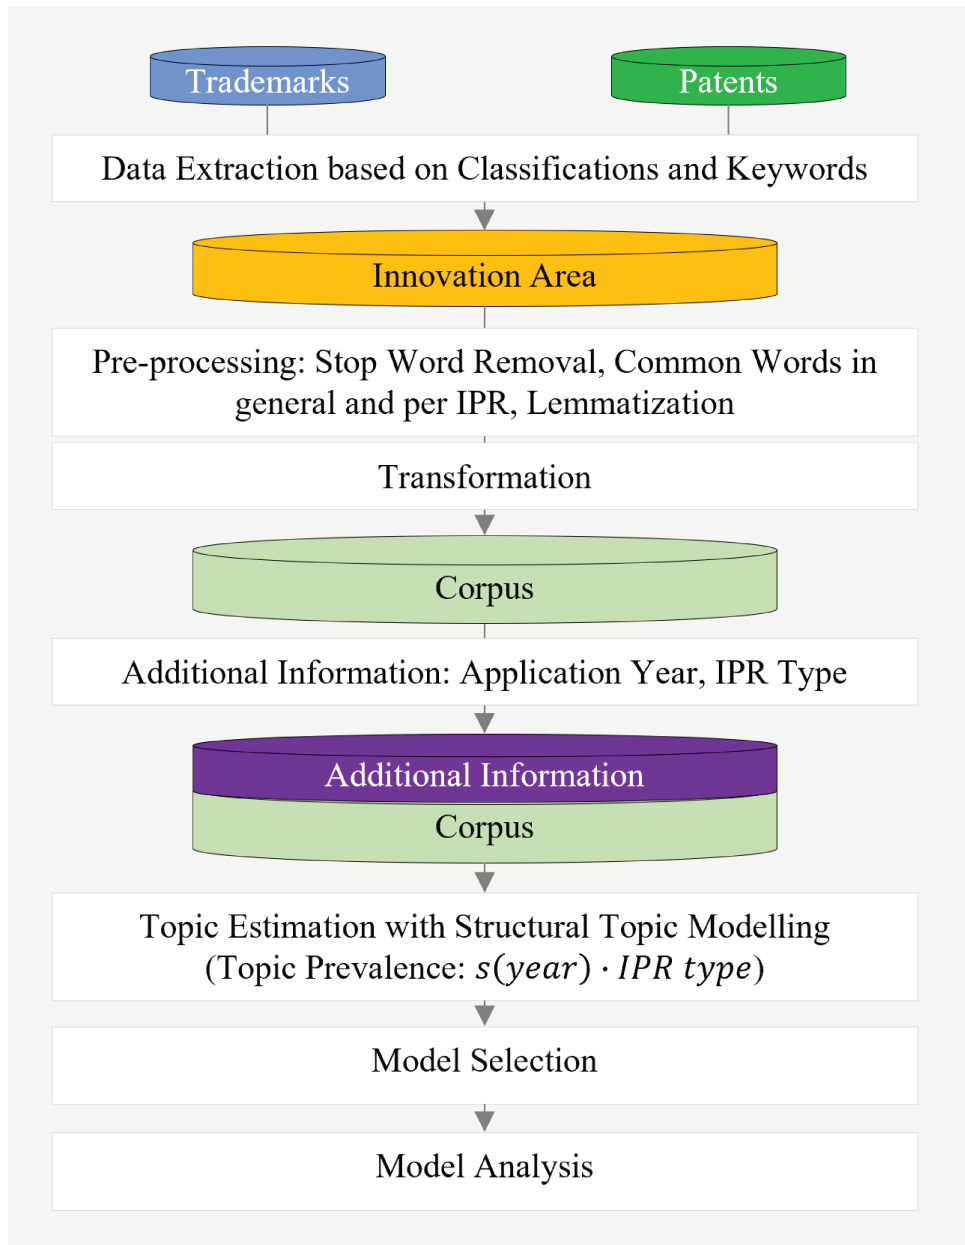 Trademarks
Patents
Data Extraction based on Classifications and Keywords
Innovation Area
Pre-processing: Stop Word Removal, Common Words in
general and per IPR, Lemmatization
Transformation
Corpus
Additional Information: Application Year, IPR Type
Additional Information
Corpus
Topic Estimation with Structural Topic Modelling
(Topic Prevalence: s(year) · IPR type)
Model Selection
Model Analysis